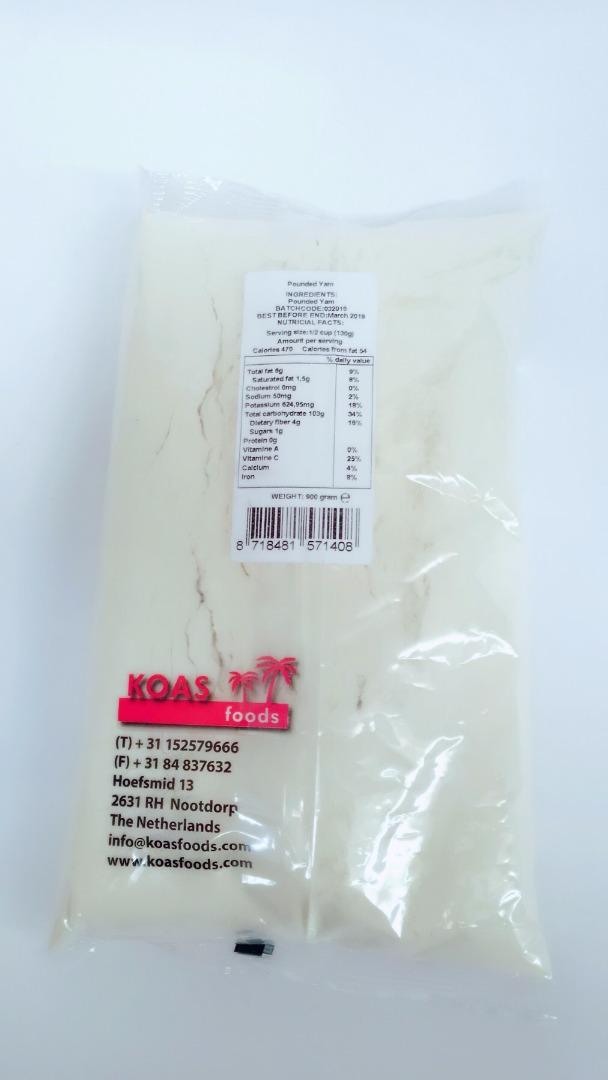 Pounded Yam
INGREDIENTS:
Pounded Yam
BATCHCODE:032016
BEST BEFORE END:March 2019
NUTRICIAL FACTS:
Serving size:1/2 cup (130g)
Amount per serving
Calories 470 Calories from fat 54
% daily value
Total fat 6g 9%
Saturated fat 1,5g 8%
Cholestrol 0mg 0%
Sodium 50mg 2%
Potassium 624,95mg 18%
Total carbohydrate 103g 34%
Dietary fiber 4g 16%
Sugars 1g
Protein 0g
Vitamine A 0%
Vitamine C 25%
Calcium 4%
Iron 8%
WEIGHT: 900 gram ℮
8 718481 571408
KOAS
foods
(T) + 31 152579666
(F) + 31 84 837632
Hoefsmid 13
2631 RH Nootdorp
The Netherlands
info@koasfoods.com
www.koasfoods.com